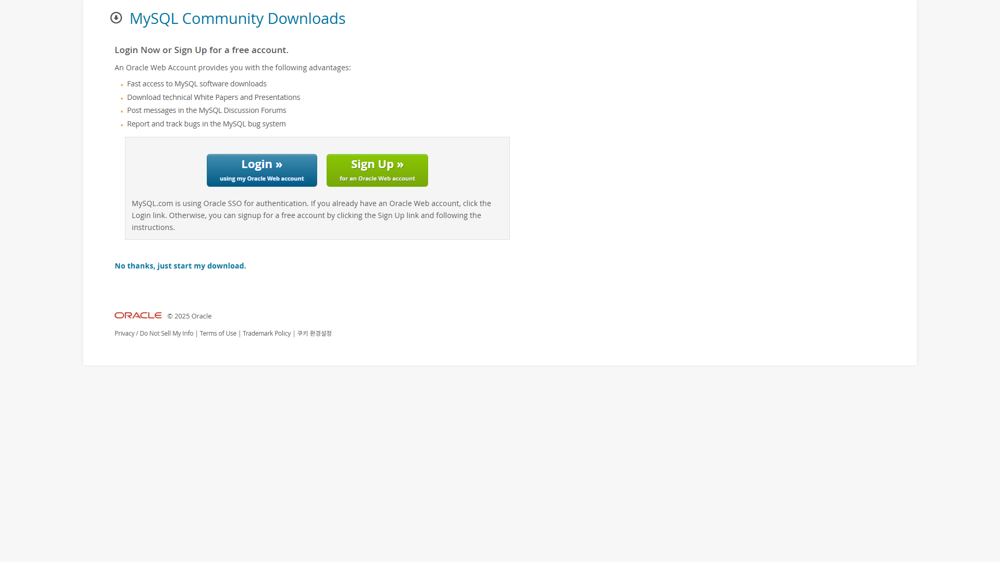 MySQL Community Downloads
Login Now or Sign Up for a free account.
An Oracle Web Account provides you with the following advantages:
Fast access to MySQL software downloads
Download technical White Papers and Presentations
Post messages in the MySQL Discussion Forums
Report and track bugs in the MySQL bug system
Login »
using my Oracle Web account
Sign Up »
for an Oracle Web account
MySQL.com is using Oracle SSO for authentication. If you already have an Oracle Web account, click the
Login link. Otherwise, you can signup for a free account by clicking the Sign Up link and following the
instructions.
No thanks, just start my download.
ORACLE © 2025 Oracle
Privacy / Do Not Sell My Info | Terms of Use | Trademark Policy | 쿠키 환경설정